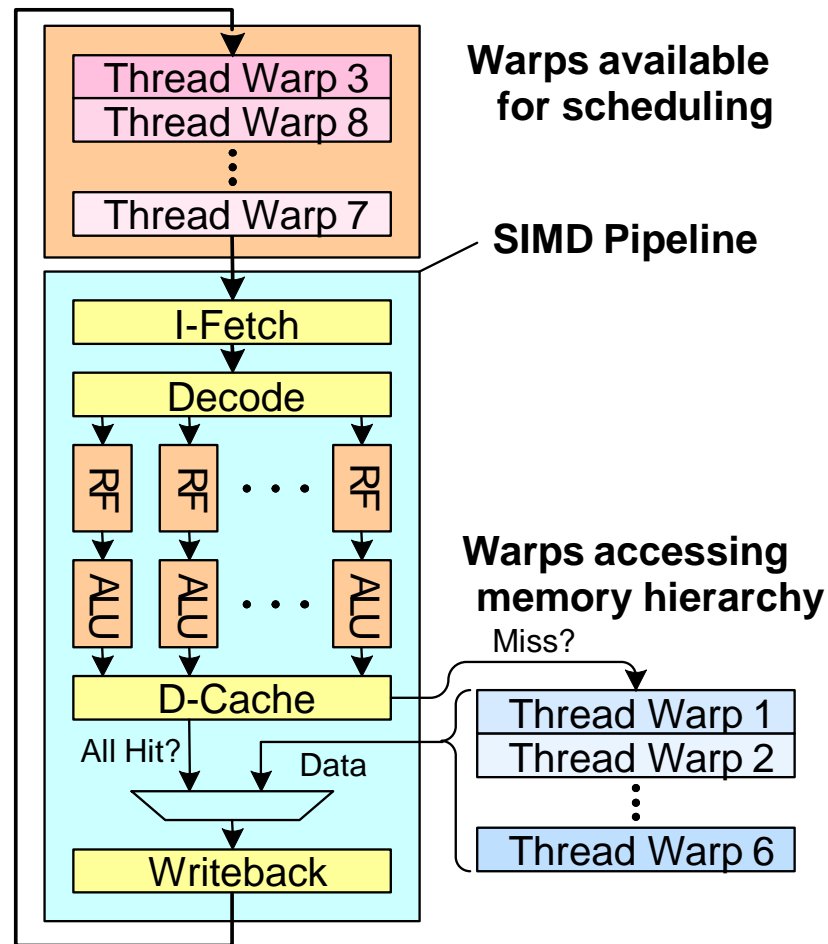 Thread Warp 3
Thread Warp 8
Thread Warp 7
Warps available
for scheduling
SIMD Pipeline
I-Fetch
Decode
RF
RF
RF
ALU
ALU
ALU
D-Cache
All Hit?
Data
Writeback
Warps accessing
memory hierarchy
Miss?
Thread Warp 1
Thread Warp 2
Thread Warp 6